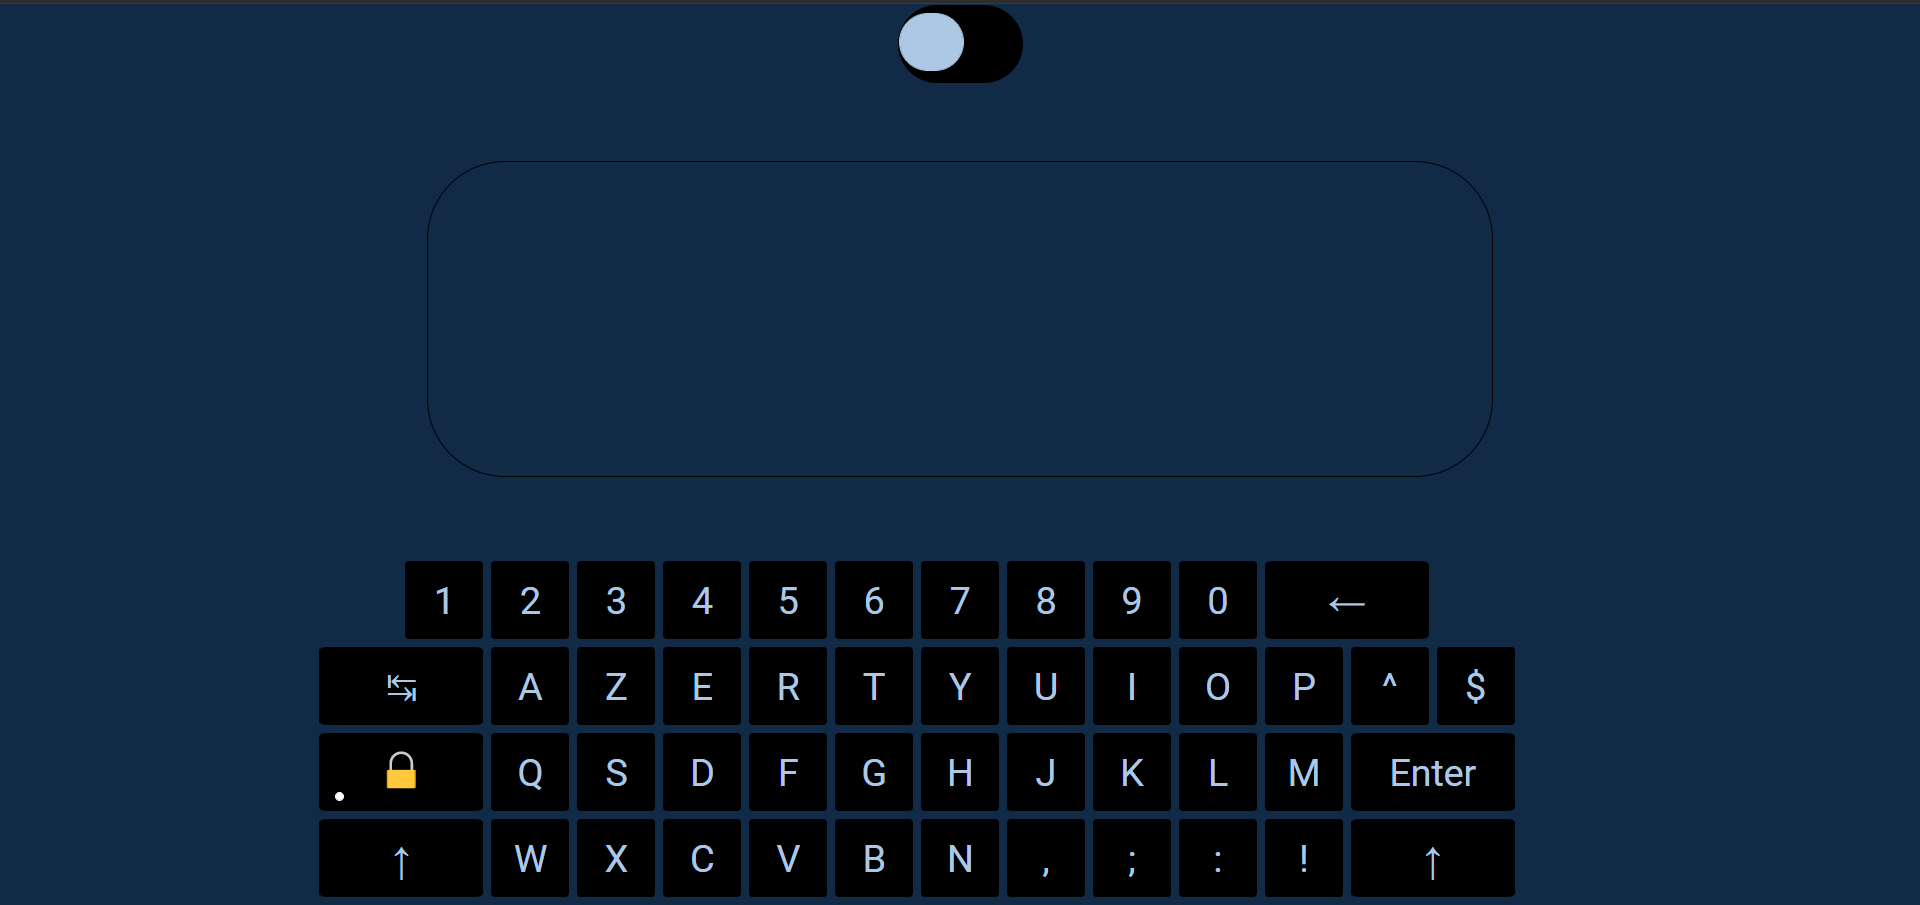 1 2 3 4 5 6 7 8 9 0 ←
↹ A Z E R T Y U I O P ^ $
🔒 Q S D F G H J K L M Enter
↑ W X C V B N , ; : ! ↑